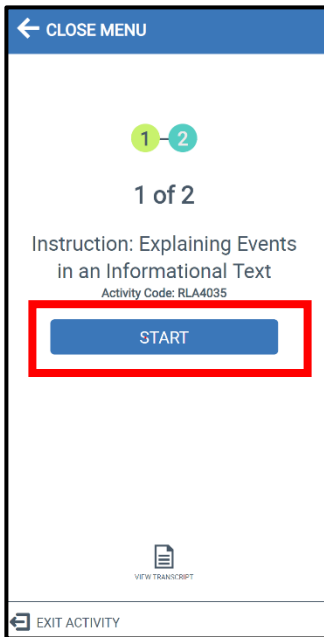 CLOSE MENU
1 2
1 of 2
Instruction: Explaining Events
in an Informational Text
Activity Code: RLA4035
START
VIEW TRANSCRIPT
EXIT ACTIVITY